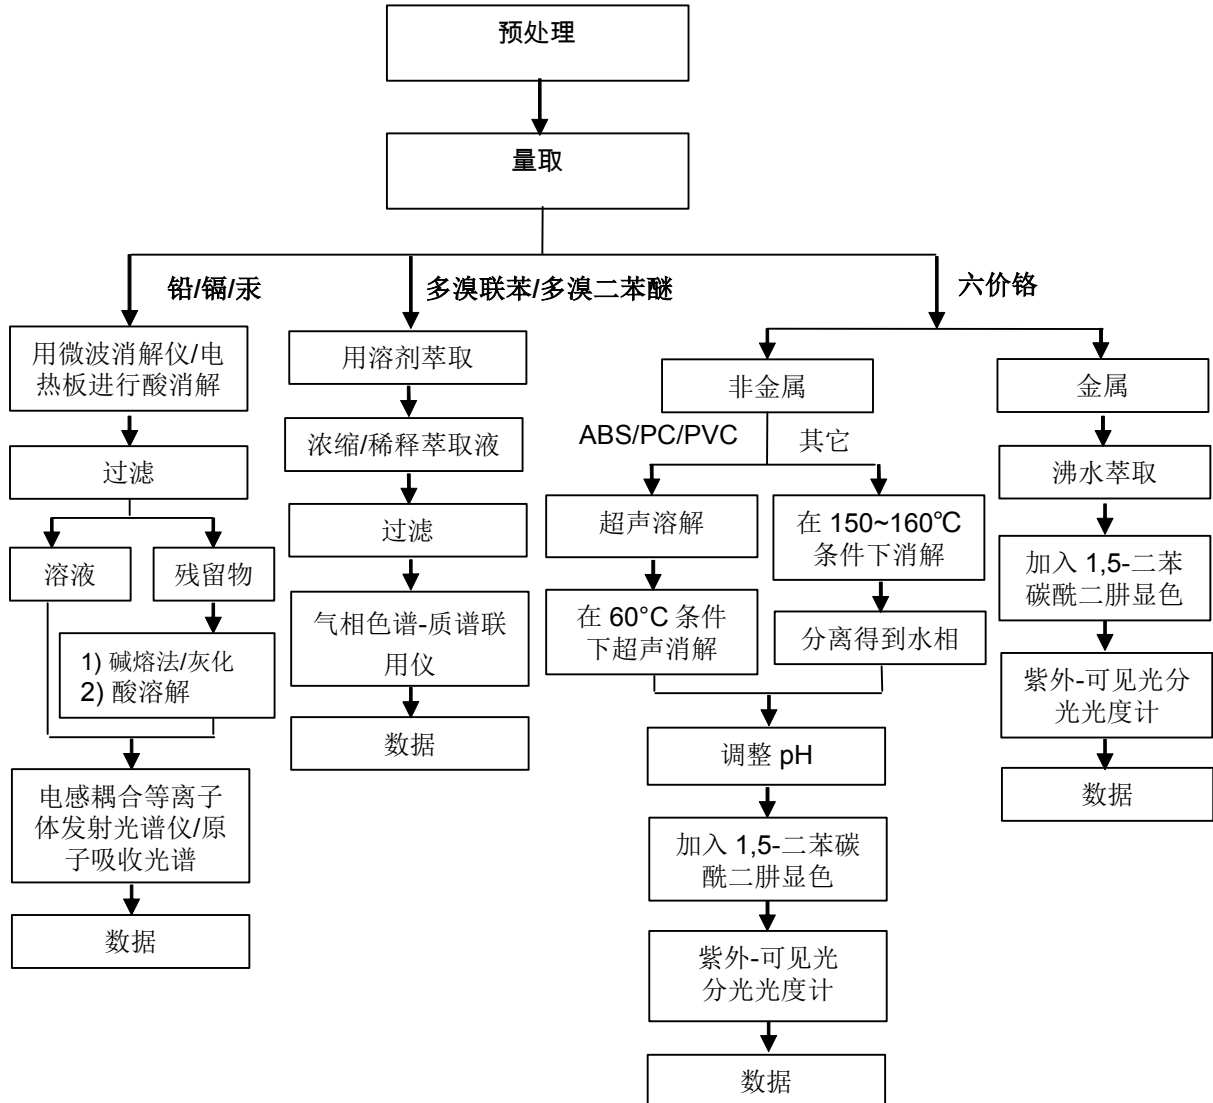 预处理
量取
铅/镉/汞
多溴联苯/多溴二苯醚
六价铬
用微波消解仪/电
热板进行酸消解
过滤
溶液
残留物
1) 碱熔法/灰化
2) 酸溶解
电感耦合等离子
体发射光谱仪/原
子吸收光谱
数据
用溶剂萃取
浓缩/稀释萃取液
过滤
气相色谱-质谱联
用仪
数据
非金属
ABS/PC/PVC
其它
超声溶解
在 60°C 条件
下超声消解
在 150~160℃
条件下消解
分离得到水相
调整 pH
加入 1,5-二苯碳
酰二肼显色
紫外-可见光
分光光度计
数据
金属
沸水萃取
加入 1,5-二苯
碳酰二肼显色
紫外-可见光分
光光度计
数据